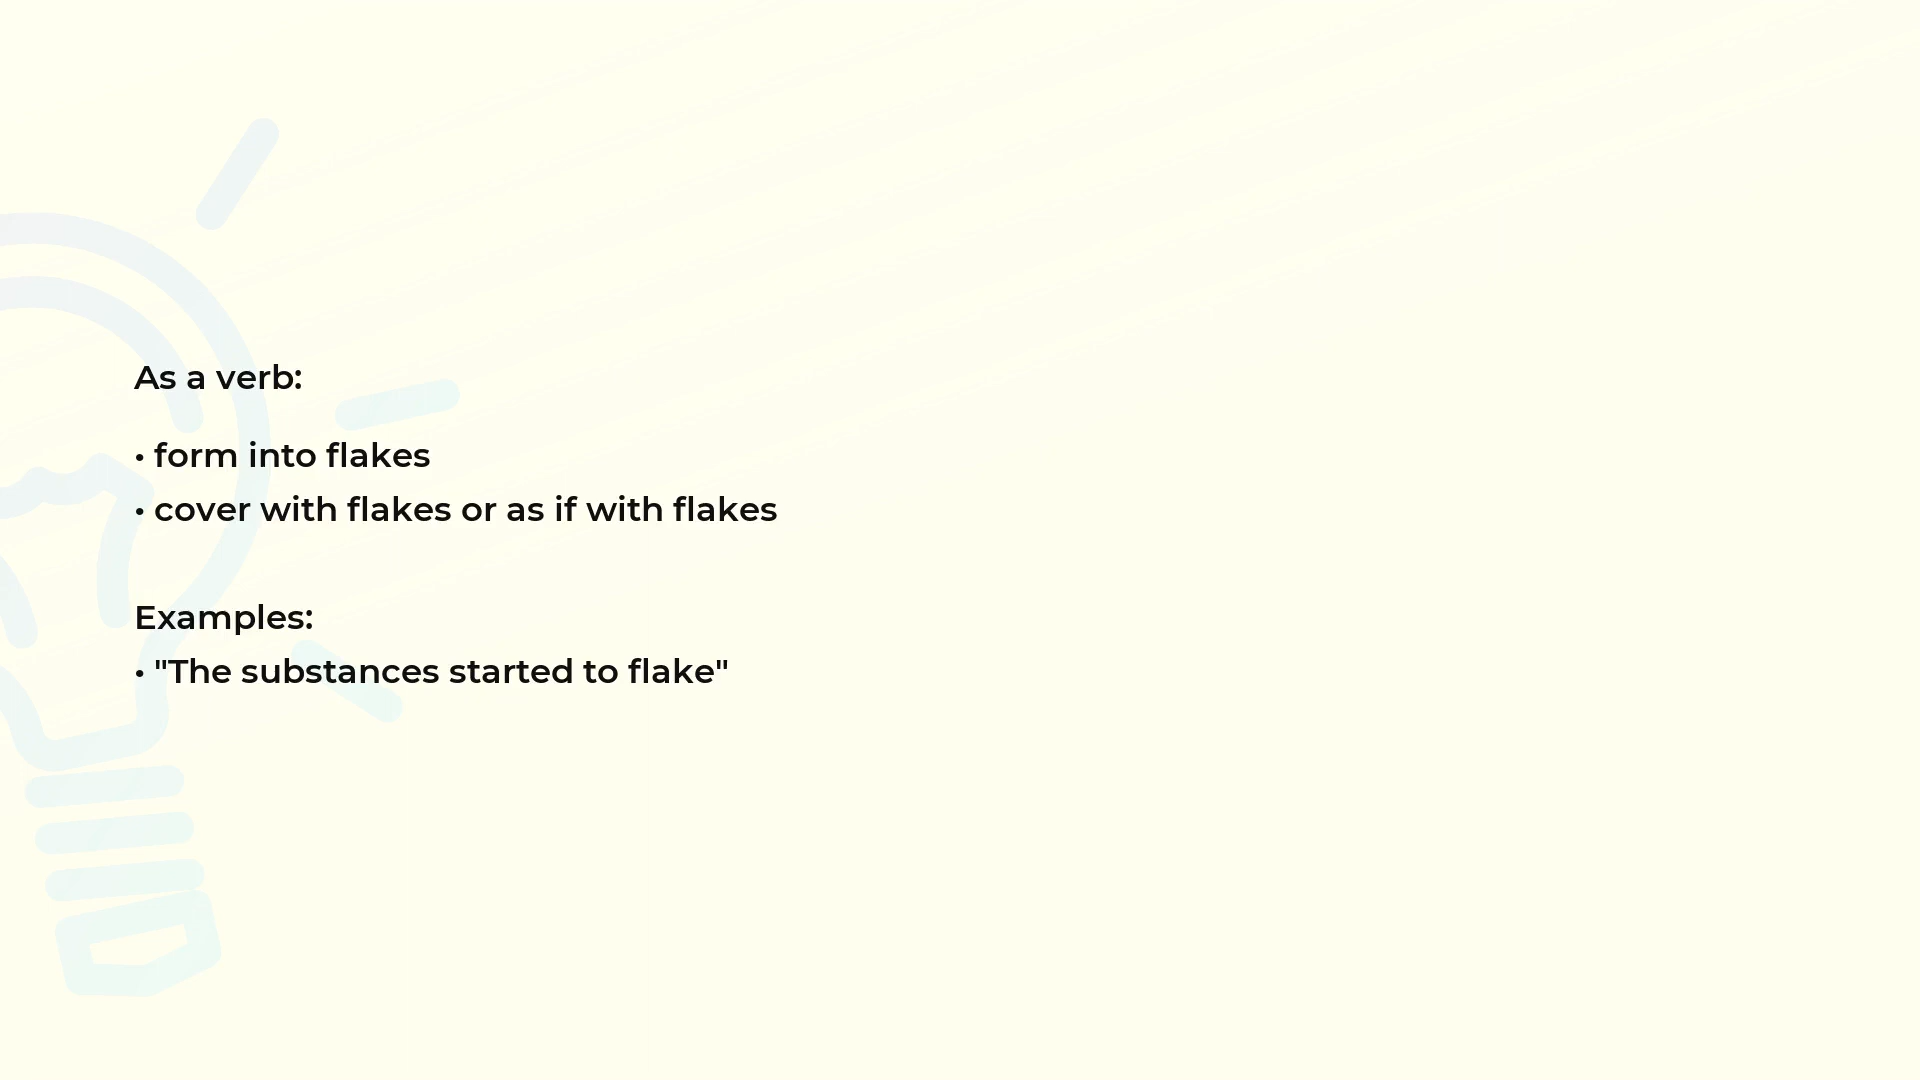 As a verb:
• form into flakes
• cover with flakes or as if with flakes
Examples:
• "The substances started to flake"